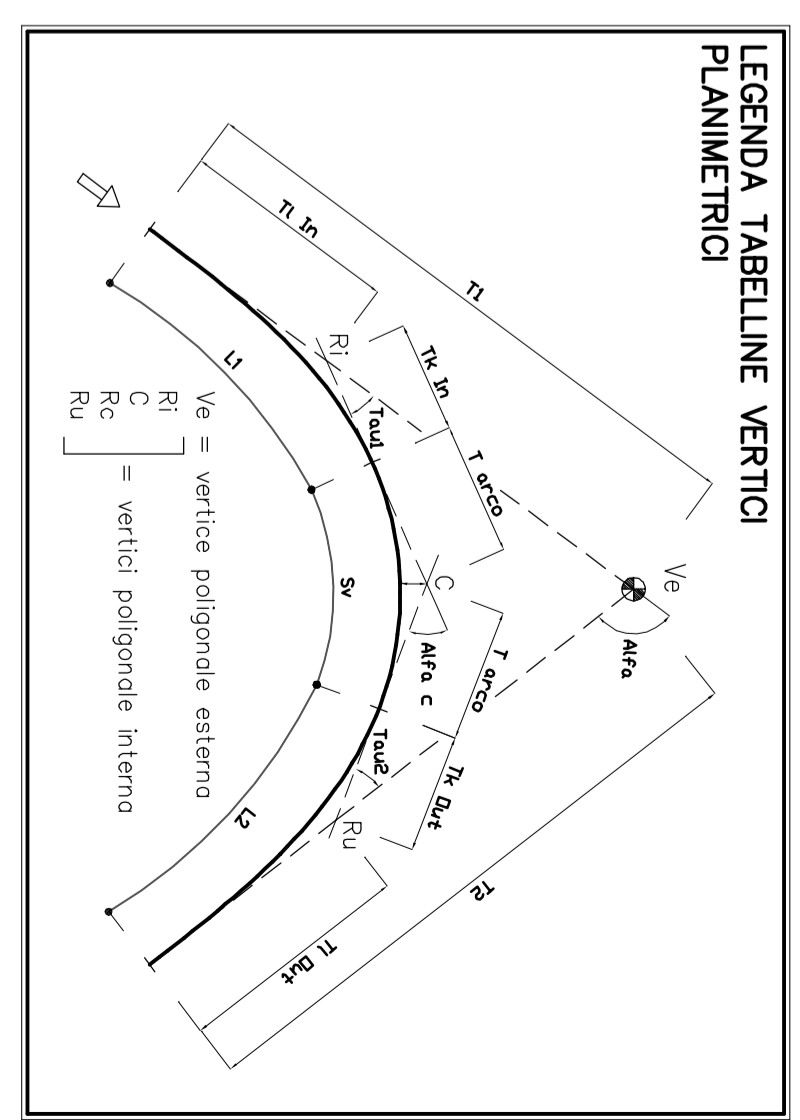 LEGENDA TABELLINE VERTICI
PLANIMETRICI
T1
Tl In
Tk In
T arco
Ri
Tau1
L1
Ve
Alfa
C
Alfa c
Sv
T arco
Tk Out
Tau2
Ru
L2
T2
Tl Out
Ve = vertice poligonale esterna
Ri
C
Rc
Ru
= vertici poligonale interna